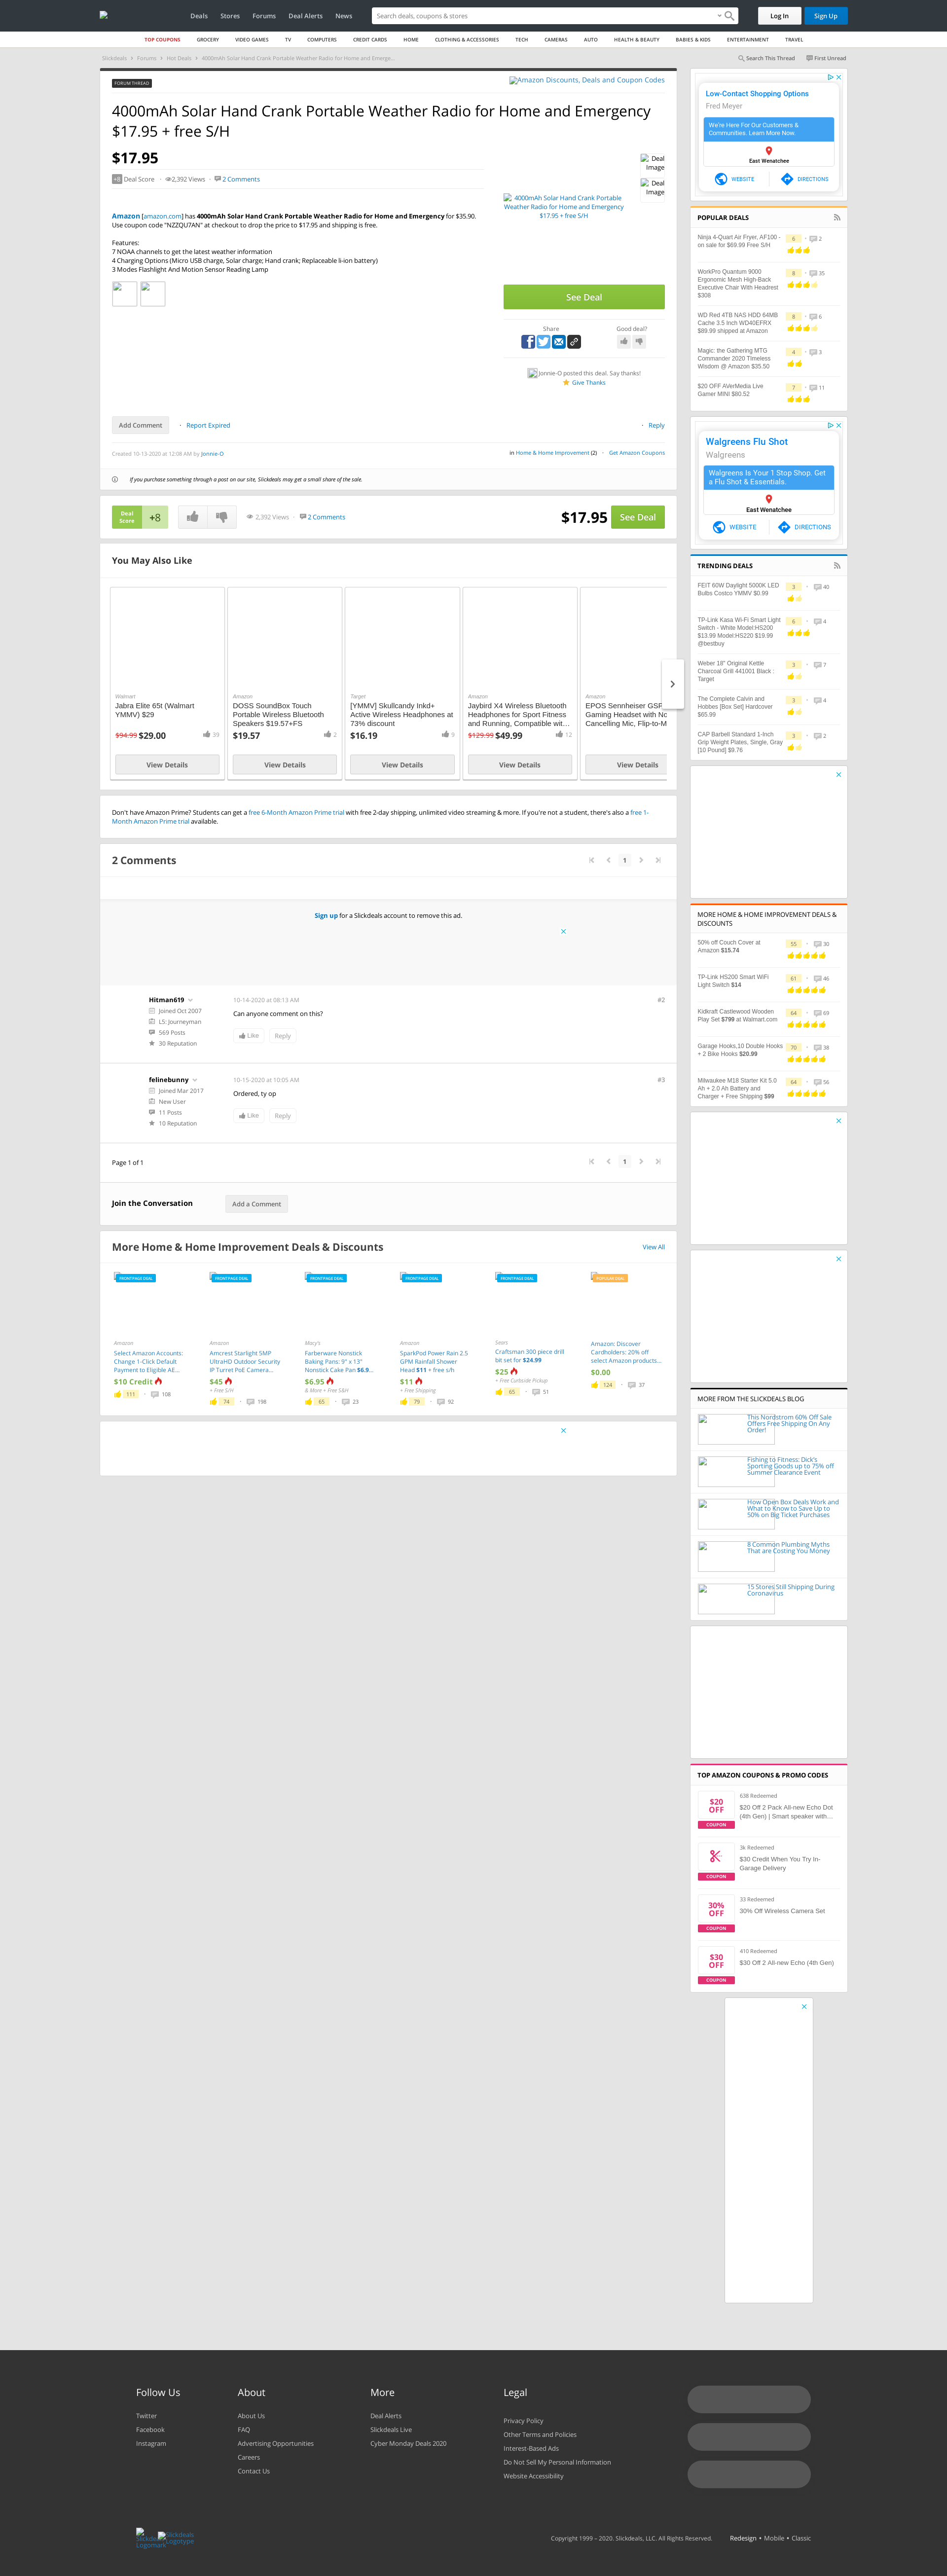 Deals Stores Forums Deal Alerts News
Search deals, coupons & stores
Log In Sign Up
TOP COUPONS GROCERY VIDEO GAMES TV COMPUTERS CREDIT CARDS HOME CLOTHING & ACCESSORIES TECH CAMERAS AUTO HEALTH & BEAUTY BABIES & KIDS ENTERTAINMENT TRAVEL
Slickdeals Forums Hot Deals 4000mAh Solar Hand Crank Portable Weather Radio for Home and Emerge...
Search This Thread First Unread
FORUM THREAD
Amazon Discounts, Deals and Coupon Codes
4000mAh Solar Hand Crank Portable Weather Radio for Home and Emergency
$17.95 + free S/H
$17.95
+8 Deal Score 2,392 Views 2 Comments
Amazon [amazon.com] has 4000mAh Solar Hand Crank Portable Weather Radio for Home and Emergency for $35.90.
Use coupon code "NZZQU7AN" at checkout to drop the price to $17.95 and shipping is free.
Features:
7 NOAA channels to get the latest weather information
4 Charging Options (Micro USB charge, Solar charge; Hand crank; Replaceable li-ion battery)
3 Modes Flashlight And Motion Sensor Reading Lamp
4000mAh Solar Hand Crank Portable
Weather Radio for Home and Emergency
$17.95 + free S/H
Deal
Image
Deal
Image
See Deal
Share Good deal?
Jonnie-O posted this deal. Say thanks!
Give Thanks
Add Comment Report Expired Reply
Created 10-13-2020 at 12:08 AM by Jonnie-O
in Home & Home Improvement (2) Get Amazon Coupons
If you purchase something through a post on our site, Slickdeals may get a small share of the sale.
Deal
Score
+8
2,392 Views 2 Comments
$17.95 See Deal
You May Also Like
Walmart
Jabra Elite 65t (Walmart
YMMV) $29
$94.99 $29.00 39
View Details
Amazon
DOSS SoundBox Touch
Portable Wireless Bluetooth
Speakers $19.57+FS
$19.57 2
View Details
Target
[YMMV] Skullcandy Inkd+
Active Wireless Headphones at
73% discount
$16.19 9
View Details
Amazon
Jaybird X4 Wireless Bluetooth
Headphones for Sport Fitness
and Running, Compatible wit...
$129.99 $49.99 12
View Details
Amazon
EPOS Sennheiser GSP
Gaming Headset with No
Cancelling Mic, Flip-to-M
View Details
Don't have Amazon Prime? Students can get a free 6-Month Amazon Prime trial with free 2-day shipping, unlimited video streaming & more. If you're not a student, there's also a free 1-
Month Amazon Prime trial available.
2 Comments
1
Sign up for a Slickdeals account to remove this ad.
Hitman619
Joined Oct 2007
L5: Journeyman
569 Posts
30 Reputation
10-14-2020 at 08:13 AM
#2
Can anyone comment on this?
Like Reply
felinebunny
Joined Mar 2017
New User
11 Posts
10 Reputation
10-15-2020 at 10:05 AM
#3
Ordered, ty op
Like Reply
Page 1 of 1
1
Join the Conversation Add a Comment
More Home & Home Improvement Deals & Discounts
View All
FRONTPAGE DEAL
Amazon
Select Amazon Accounts:
Change 1-Click Default
Payment to Eligible AE...
$10 Credit
111 108
FRONTPAGE DEAL
Amazon
Amcrest Starlight 5MP
UltraHD Outdoor Security
IP Turret PoE Camera...
$45
+ Free S/H
74 198
FRONTPAGE DEAL
Macy's
Farberware Nonstick
Baking Pans: 9" x 13"
Nonstick Cake Pan $6.9...
$6.95
& More + Free S&H
65 23
FRONTPAGE DEAL
Amazon
SparkPod Power Rain 2.5
GPM Rainfall Shower
Head $11 + free s/h
$11
+ Free Shipping
79 92
FRONTPAGE DEAL
Sears
Craftsman 300 piece drill
bit set for $24.99
$25
+ Free Curbside Pickup
65 51
POPULAR DEAL
Amazon: Discover
Cardholders: 20% off
select Amazon products...
$0.00
124 37
Low-Contact Shopping Options
Fred Meyer
We're Here For Our Customers &
Communities. Learn More Now.
East Wenatchee
WEBSITE DIRECTIONS
POPULAR DEALS
Ninja 4-Quart Air Fryer, AF100 -
on sale for $69.99 Free S/H
6 2
WorkPro Quantum 9000
Ergonomic Mesh High-Back
Executive Chair With Headrest
$308
8 35
WD Red 4TB NAS HDD 64MB
Cache 3.5 Inch WD40EFRX
$89.99 shipped at Amazon
8 6
Magic: the Gathering MTG
Commander 2020 TImeless
Wisdom @ Amazon $35.50
4 3
$20 OFF AVerMedia Live
Gamer MINI $80.52
7 11
Walgreens Flu Shot
Walgreens
Walgreens Is Your 1 Stop Shop. Get
a Flu Shot & Essentials.
East Wenatchee
WEBSITE DIRECTIONS
TRENDING DEALS
FEIT 60W Daylight 5000K LED
Bulbs Costco YMMV $0.99
3 40
TP-Link Kasa Wi-Fi Smart Light
Switch - White Model:HS200
$13.99 Model:HS220 $19.99
@bestbuy
6 4
Weber 18" Original Kettle
Charcoal Grill 441001 Black :
Target
3 7
The Complete Calvin and
Hobbes [Box Set] Hardcover
$65.99
3 4
CAP Barbell Standard 1-Inch
Grip Weight Plates, Single, Gray
[10 Pound] $9.76
3 2
MORE HOME & HOME IMPROVEMENT DEALS &
DISCOUNTS
50% off Couch Cover at
Amazon $15.74
55 30
TP-Link HS200 Smart WiFi
Light Switch $14
61 46
Kidkraft Castlewood Wooden
Play Set $799 at Walmart.com
64 69
Garage Hooks,10 Double Hooks
+ 2 Bike Hooks $20.99
70 38
Milwaukee M18 Starter Kit 5.0
Ah + 2.0 Ah Battery and
Charger + Free Shipping $99
64 56
MORE FROM THE SLICKDEALS BLOG
This Nordstrom 60% Off Sale
Offers Free Shipping On Any
Order!
Fishing to Fitness: Dick's
Sporting Goods up to 75% off
Summer Clearance Event
How Open Box Deals Work and
What to Know to Save Up to
50% on Big Ticket Purchases
8 Common Plumbing Myths
That are Costing You Money
15 Stores Still Shipping During
Coronavirus
TOP AMAZON COUPONS & PROMO CODES
$20
OFF
COUPON
638 Redeemed
$20 Off 2 Pack All-new Echo Dot
(4th Gen) | Smart speaker with...
COUPON
3k Redeemed
$30 Credit When You Try In-
Garage Delivery
30%
OFF
COUPON
33 Redeemed
30% Off Wireless Camera Set
$30
OFF
COUPON
410 Redeemed
$30 Off 2 All-new Echo (4th Gen)
Follow Us
Twitter
Facebook
Instagram
About
About Us
FAQ
Advertising Opportunities
Careers
Contact Us
More
Deal Alerts
Slickdeals Live
Cyber Monday Deals 2020
Legal
Privacy Policy
Other Terms and Policies
Interest-Based Ads
Do Not Sell My Personal Information
Website Accessibility
Slickdeals
Logomark
Slickdeals
Logotype
Copyright 1999 – 2020. Slickdeals, LLC. All Rights Reserved. Redesign • Mobile • Classic